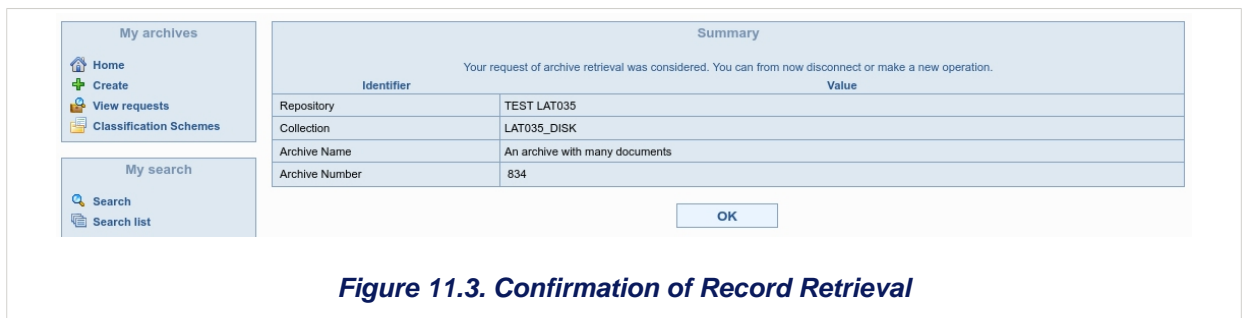 My archives
Home
Create
View requests
Classification Schemes
My search
Search
Search list
Summary
Your request of archive retrieval was considered. You can from now disconnect or make a new operation.
Identifier Value
Repository TEST LAT035
Collection LAT035_DISK
Archive Name An archive with many documents
Archive Number 834
OK
Figure 11.3. Confirmation of Record Retrieval